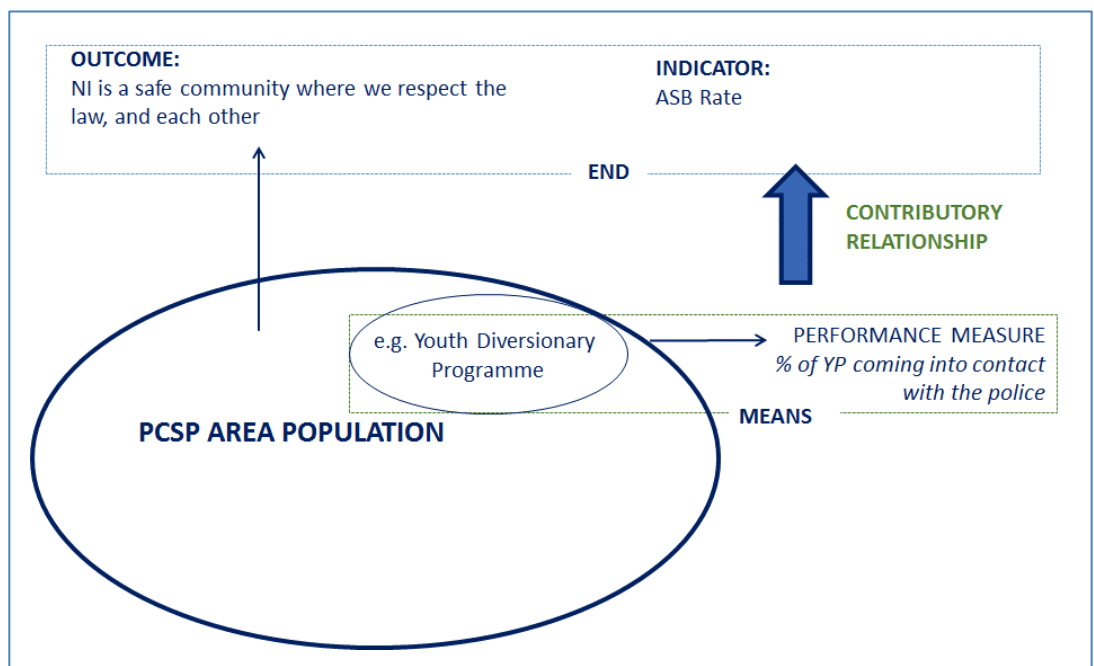 OUTCOME:
NI is a safe community where we respect the
law, and each other
INDICATOR:
ASB Rate
END
CONTRIBUTORY
RELATIONSHIP
e.g. Youth Diversionary
Programme
PERFORMANCE MEASURE
% of YP coming into contact
with the police
MEANS
PCSP AREA POPULATION